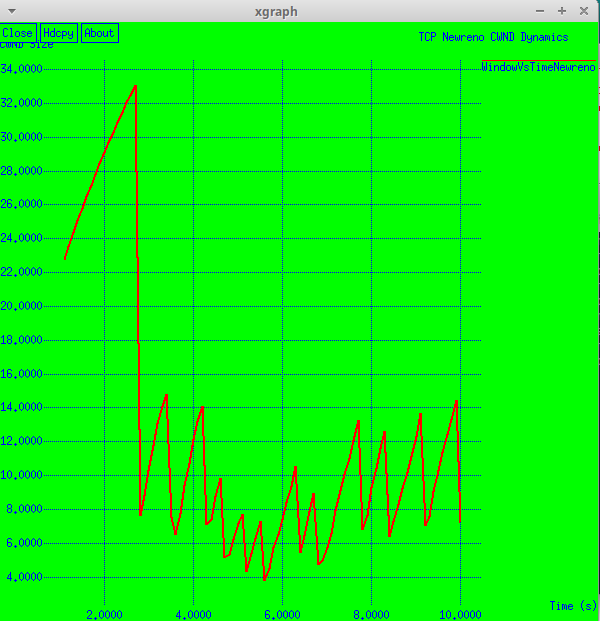 xgraph
Close Hdcpy About
TCP Newreno CWND Dynamics
CWND Size
WindowVsTimeNewreno
34.0000
32.0000
30.0000
28.0000
26.0000
24.0000
22.0000
20.0000
18.0000
16.0000
14.0000
12.0000
10.0000
8.0000
6.0000
4.0000
Time (s)
2.0000 4.0000 6.0000 8.0000 10.0000